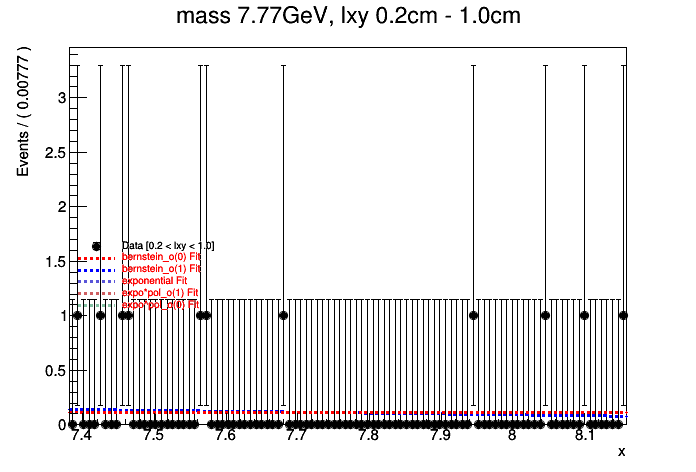 mass 7.77GeV, lxy 0.2cm - 1.0cm
Events / ( 0.00777 )
3
2.5
2
1.5
1
0.5
0
Data [0.2 < lxy < 1.0]
bernstein_o(0) Fit
bernstein_o(1) Fit
exponential Fit
expo*pol_o(1) Fit
expo*pol_o(0) Fit
7.4 7.5 7.6 7.7 7.8 7.9 8 8.1
x